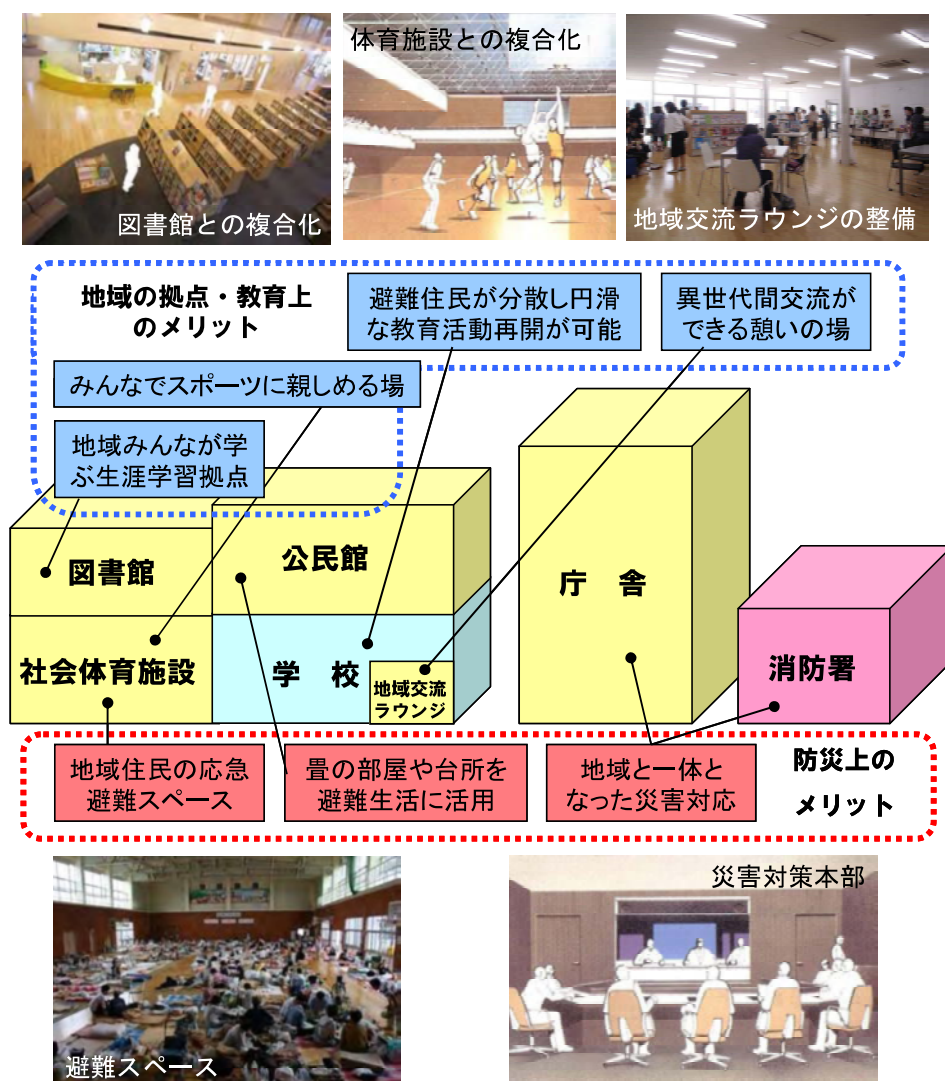 図書館との複合化
体育施設との複合化
地域交流ラウンジの整備
地域の拠点・教育上
のメリット
避難住民が分散し円滑
な教育活動再開が可能
異世代間交流が
できる憩いの場
みんなでスポーツに親しめる場
地域みんなが学
ぶ生涯学習拠点
図書館
公民館
庁　舎
社会体育施設
学　校
地域交流
ラウンジ
消防署
地域住民の応急
避難スペース
畳の部屋や台所を
避難生活に活用
地域と一体と
なった災害対応
防災上の
メリット
避難スペース
災害対策本部